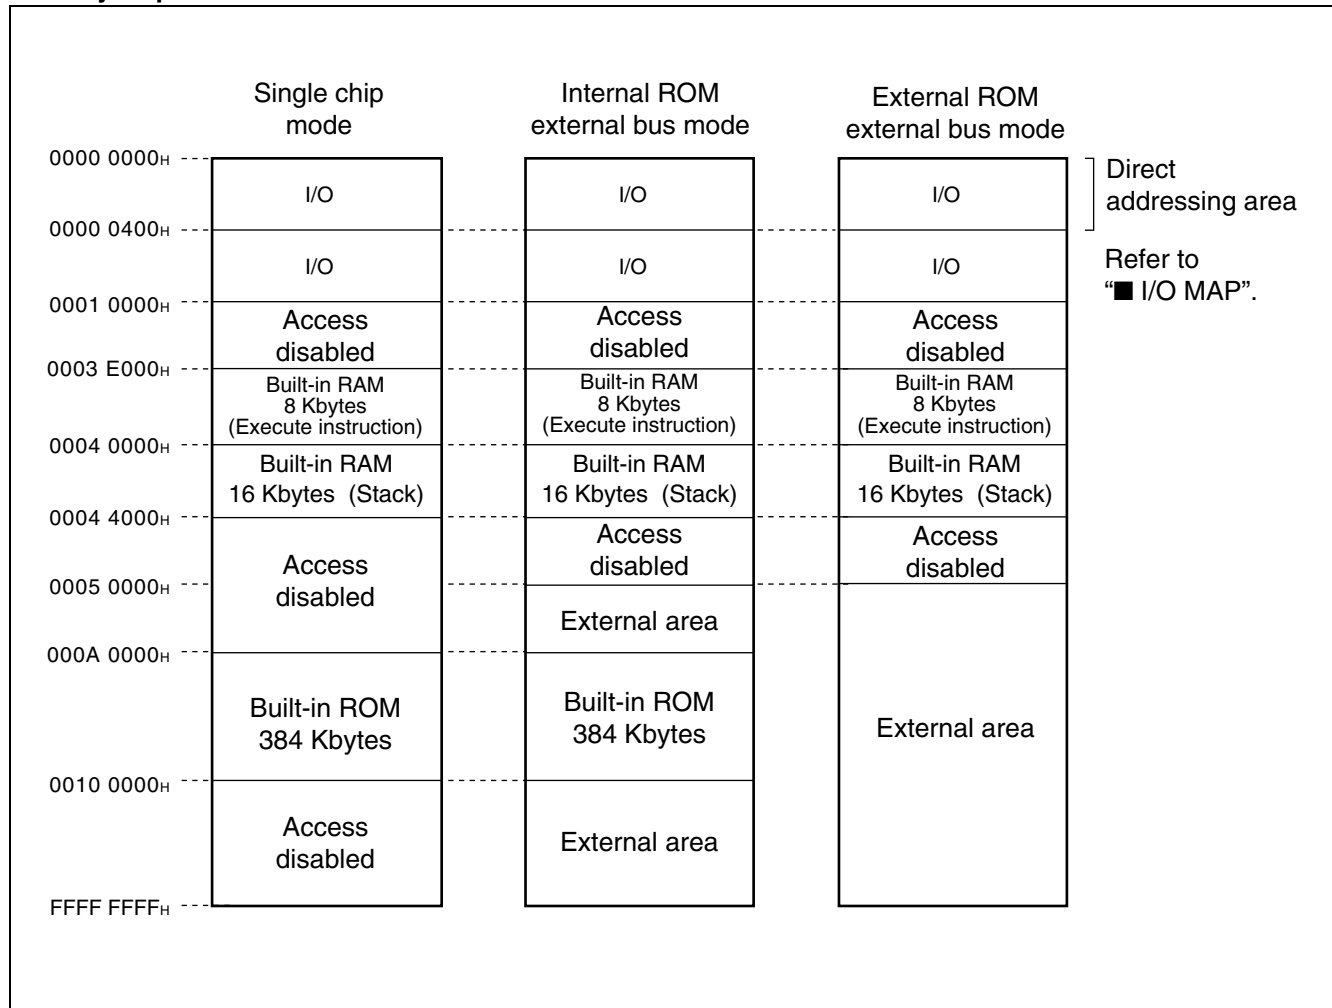 Single chip
mode
Internal ROM
external bus mode
External ROM
external bus mode
0000 0000H
I/O
I/O
I/O
Direct
addressing area
0000 0400H
I/O
I/O
I/O
Refer to
“■ I/O MAP”.
0001 0000H
Access
disabled
Access
disabled
Access
disabled
0003 E000H
Built-in RAM
8 Kbytes
(Execute instruction)
Built-in RAM
8 Kbytes
(Execute instruction)
Built-in RAM
8 Kbytes
(Execute instruction)
0004 0000H
Built-in RAM
16 Kbytes (Stack)
Built-in RAM
16 Kbytes (Stack)
Built-in RAM
16 Kbytes (Stack)
0004 4000H
Access
disabled
Access
disabled
Access
disabled
0005 0000H
External area
External area
000A 0000H
Built-in ROM
384 Kbytes
Built-in ROM
384 Kbytes
0010 0000H
Access
disabled
External area
FFFF FFFFH